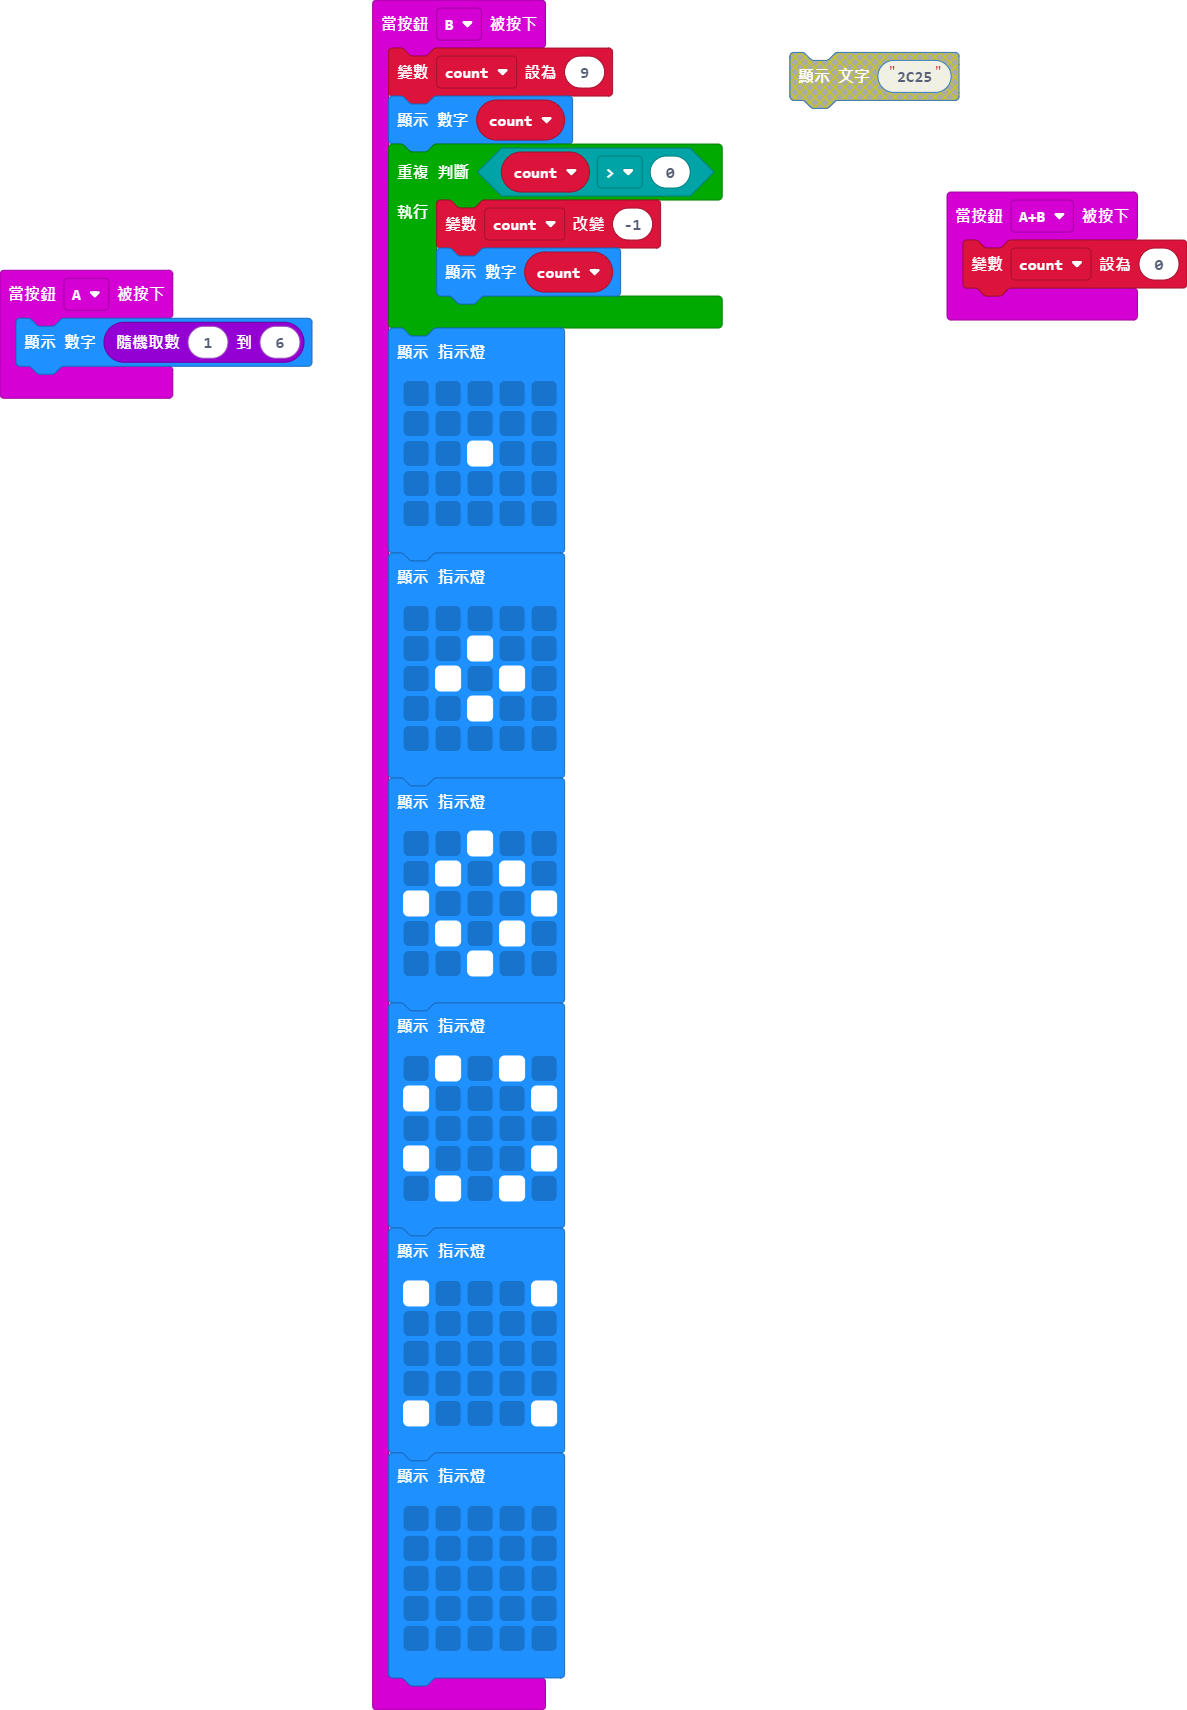 當按鈕 B 被按下
變數 count 設為 9
顯示 數字 count
重複 判斷 count > 0
執行
變數 count 改變 -1
顯示 數字 count
顯示 指示燈
顯示 指示燈
顯示 指示燈
顯示 指示燈
顯示 指示燈
顯示 指示燈
當按鈕 A 被按下
顯示 數字 隨機取數 1 到 6
顯示 文字 "2C25"
當按鈕 A+B 被按下
變數 count 設為 0